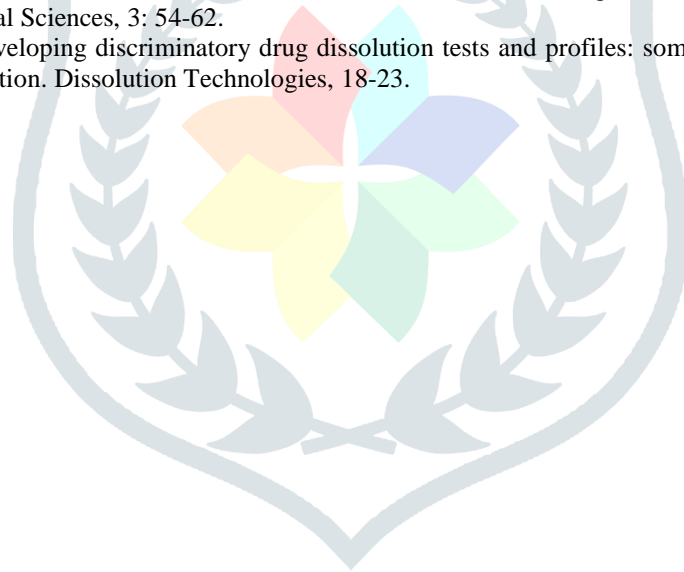 al Sciences, 3: 54-62.
veloping discriminatory drug dissolution tests and profiles: som
tion. Dissolution Technologies, 18-23.